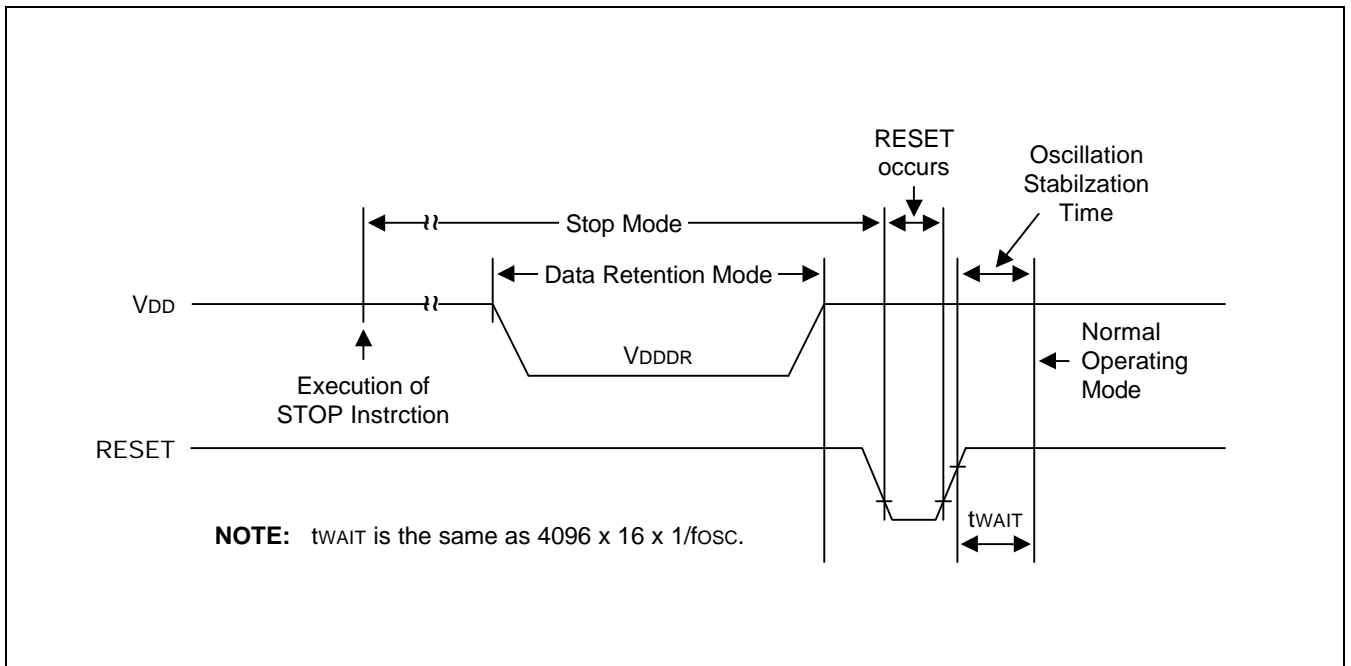 RESET
occurs
Oscillation
Stabilzation
Time
Stop Mode
Data Retention Mode
VDD
VDDDR
Normal
Operating
Mode
Execution of
STOP Instrction
RESET
tWAIT
NOTE: tWAIT is the same as 4096 x 16 x 1/fOSC.